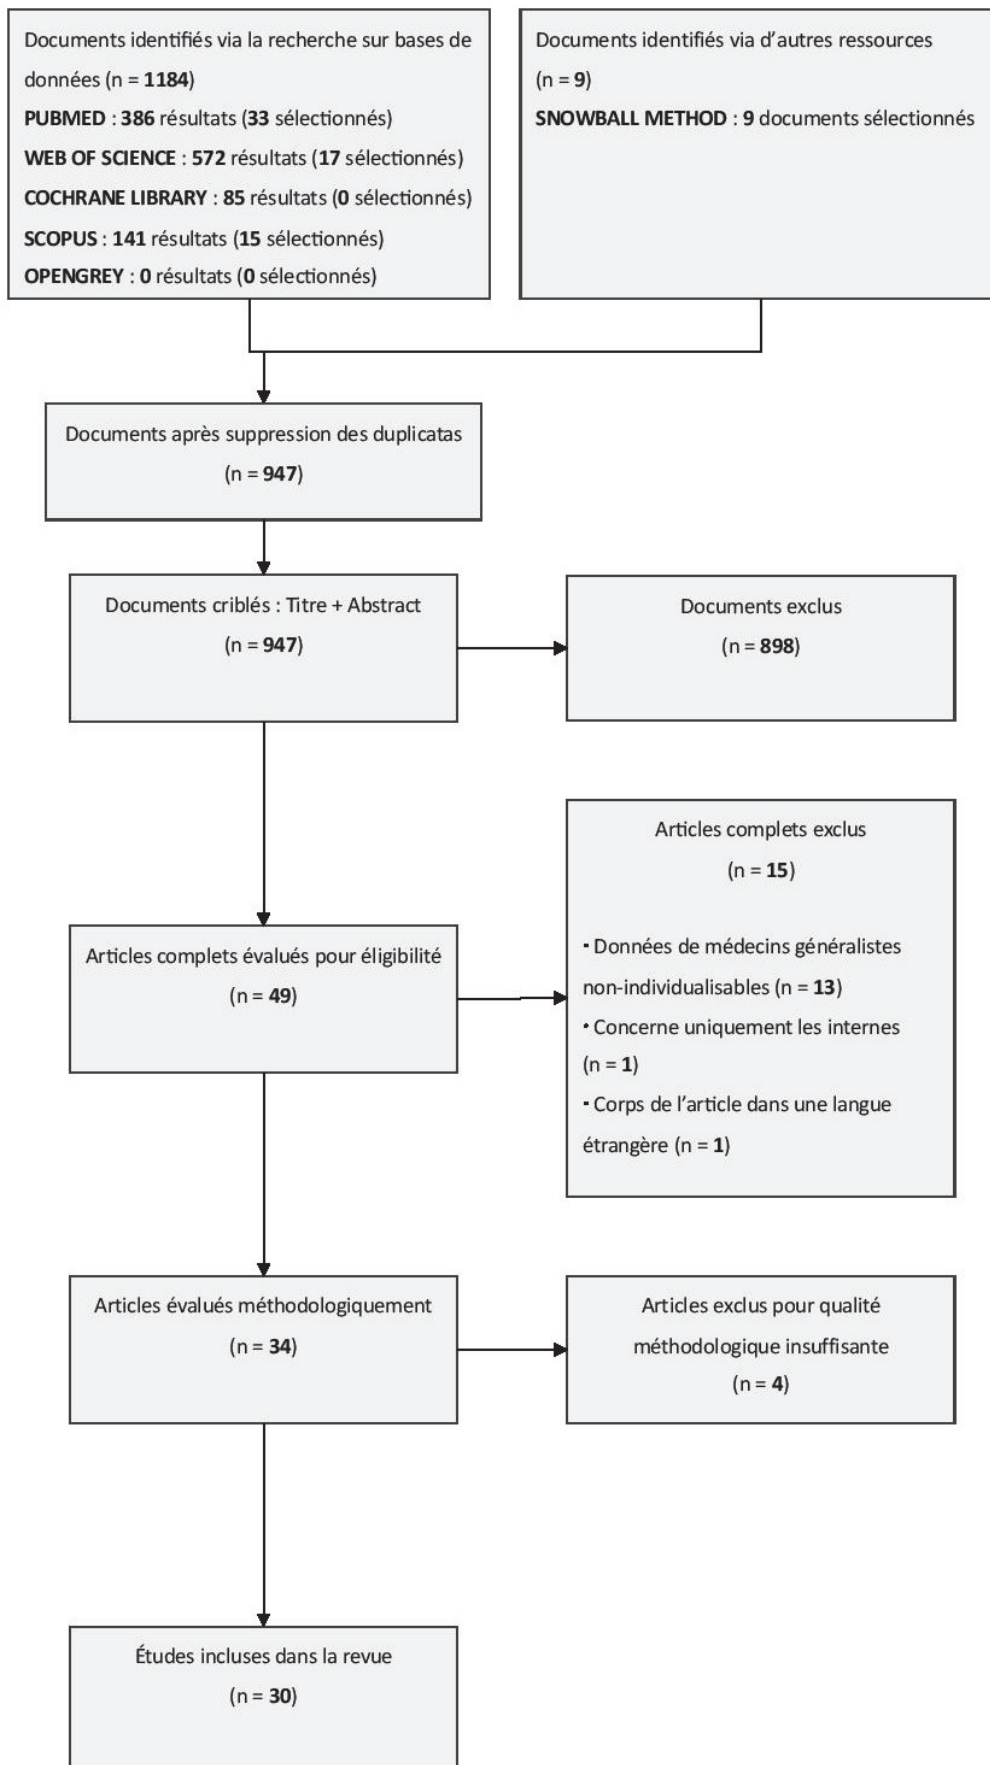 Documents identifiés via la recherche sur bases de
données (n = 1184)
PUBMED : 386 résultats (33 sélectionnés)
WEB OF SCIENCE : 572 résultats (17 sélectionnés)
COCHRANE LIBRARY : 85 résultats (0 sélectionnés)
SCOPUS : 141 résultats (15 sélectionnés)
OPENGREY : 0 résultats (0 sélectionnés)
Documents identifiés via d'autres ressources
(n = 9)
SNOWBALL METHOD : 9 documents sélectionnés
Documents après suppression des duplicatas
(n = 947)
Documents criblés : Titre + Abstract
(n = 947)
Documents exclus
(n = 898)
Articles complets évalués pour éligibilité
(n = 49)
Articles complets exclus
(n = 15)
- Données de médecins généralistes
non-individualisables (n = 13)
· Concerne uniquement les internes
(n = 1)
- Corps de l'article dans une langue
étrangère (n = 1)
Articles évalués méthodologiquement
(n = 34)
Articles exclus pour qualité
méthodologique insuffisante
(n = 4)
Études incluses dans la revue
(n = 30)